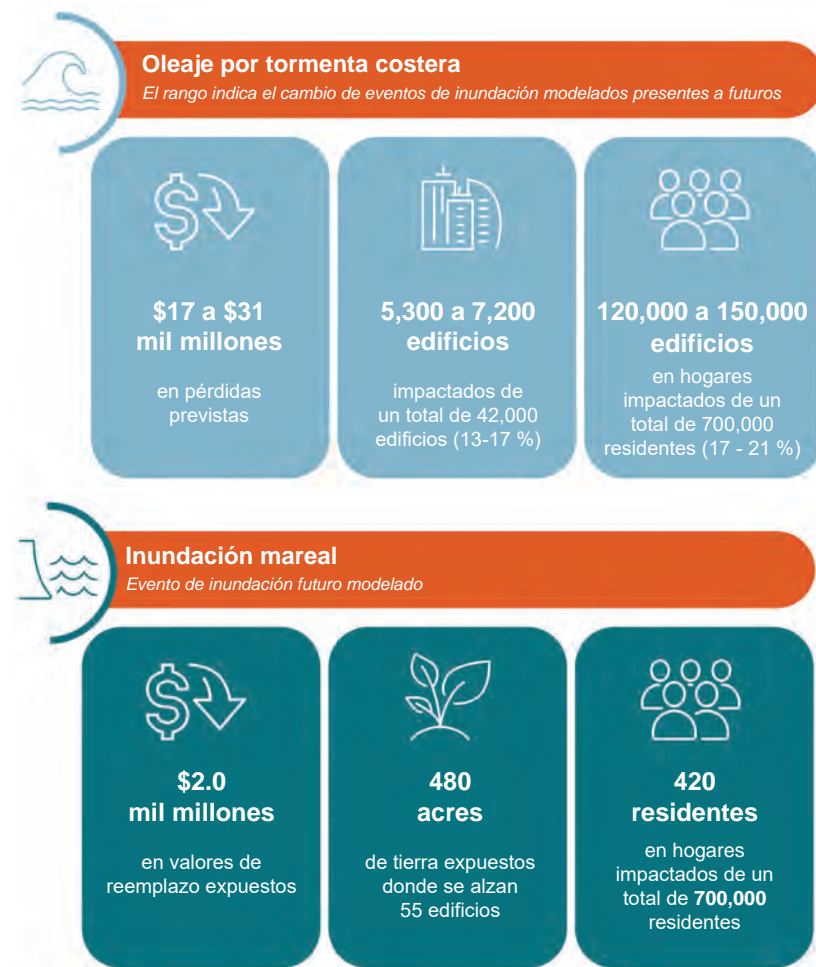 Oleaje por tormenta costera
El rango indica el cambio de eventos de inundación modelados presentes a futuros
$17 a $31
mil millones
en pérdidas
previstas
5,300 a 7,200
edificios
impactados de
un total de 42,000
edificios (13-17 %)
120,000 a 150,000
edificios
en hogares
impactados de un
total de 700,000
residentes (17 - 21 %)
Inundación mareal
Evento de inundación futuro modelado
$2.0
mil millones
en valores de
reemplazo expuestos
480
acres
de tierra expuestos
donde se alzan
55 edificios
420
residentes
en hogares
impactados de un
total de 700,000
residentes